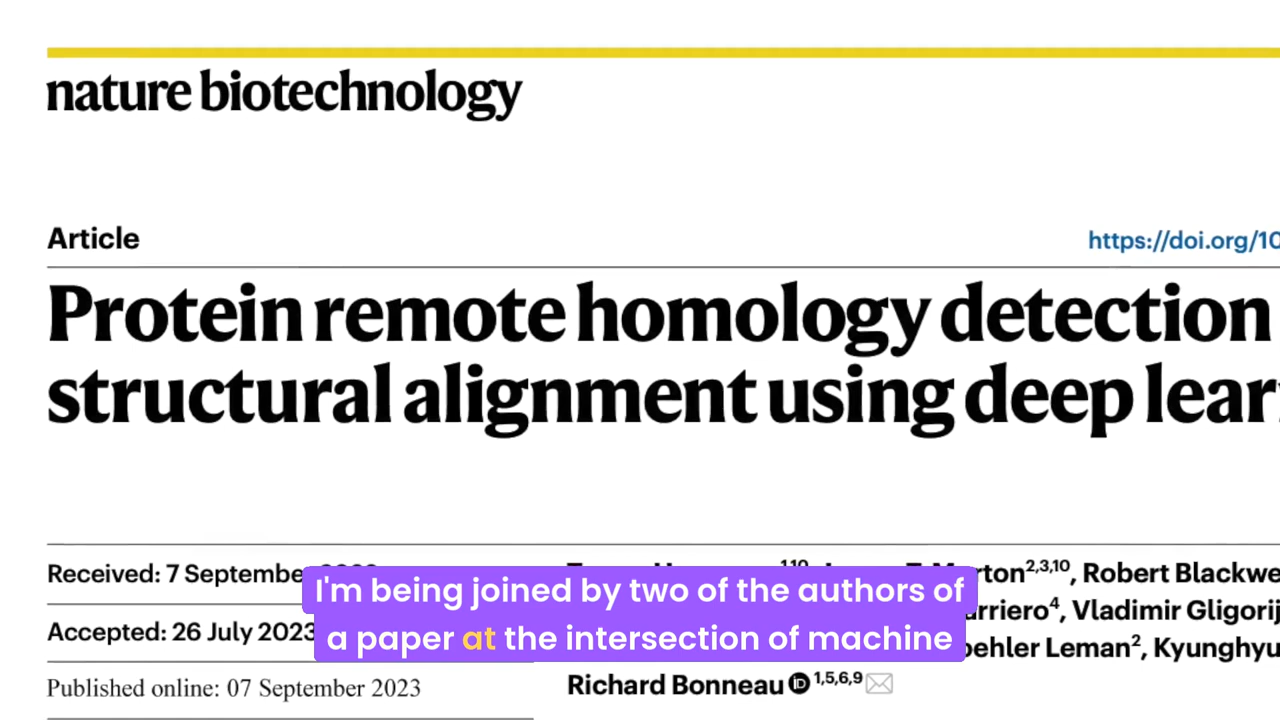 nature biotechnology
Article
https://doi.org/10
Protein remote homology detection
structural alignment using deep lear
Received: 7 Septembe
Accepted: 26 July 2023
Published online: 07 September 2023
rton2,3,10, Robert Blackwe
rriero4, Vladimir Gligorij
oehler Leman2, Kyunghyu
Richard Bonneau iD 1,5,6,9
I'm being joined by two of the authors of
a paper at the intersection of machine